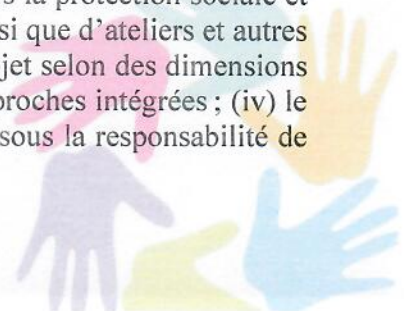 la protection sociale et
si que d’ateliers et autres
jet selon des dimensions
proches intégrées ; (iv) le
sous la responsabilité de